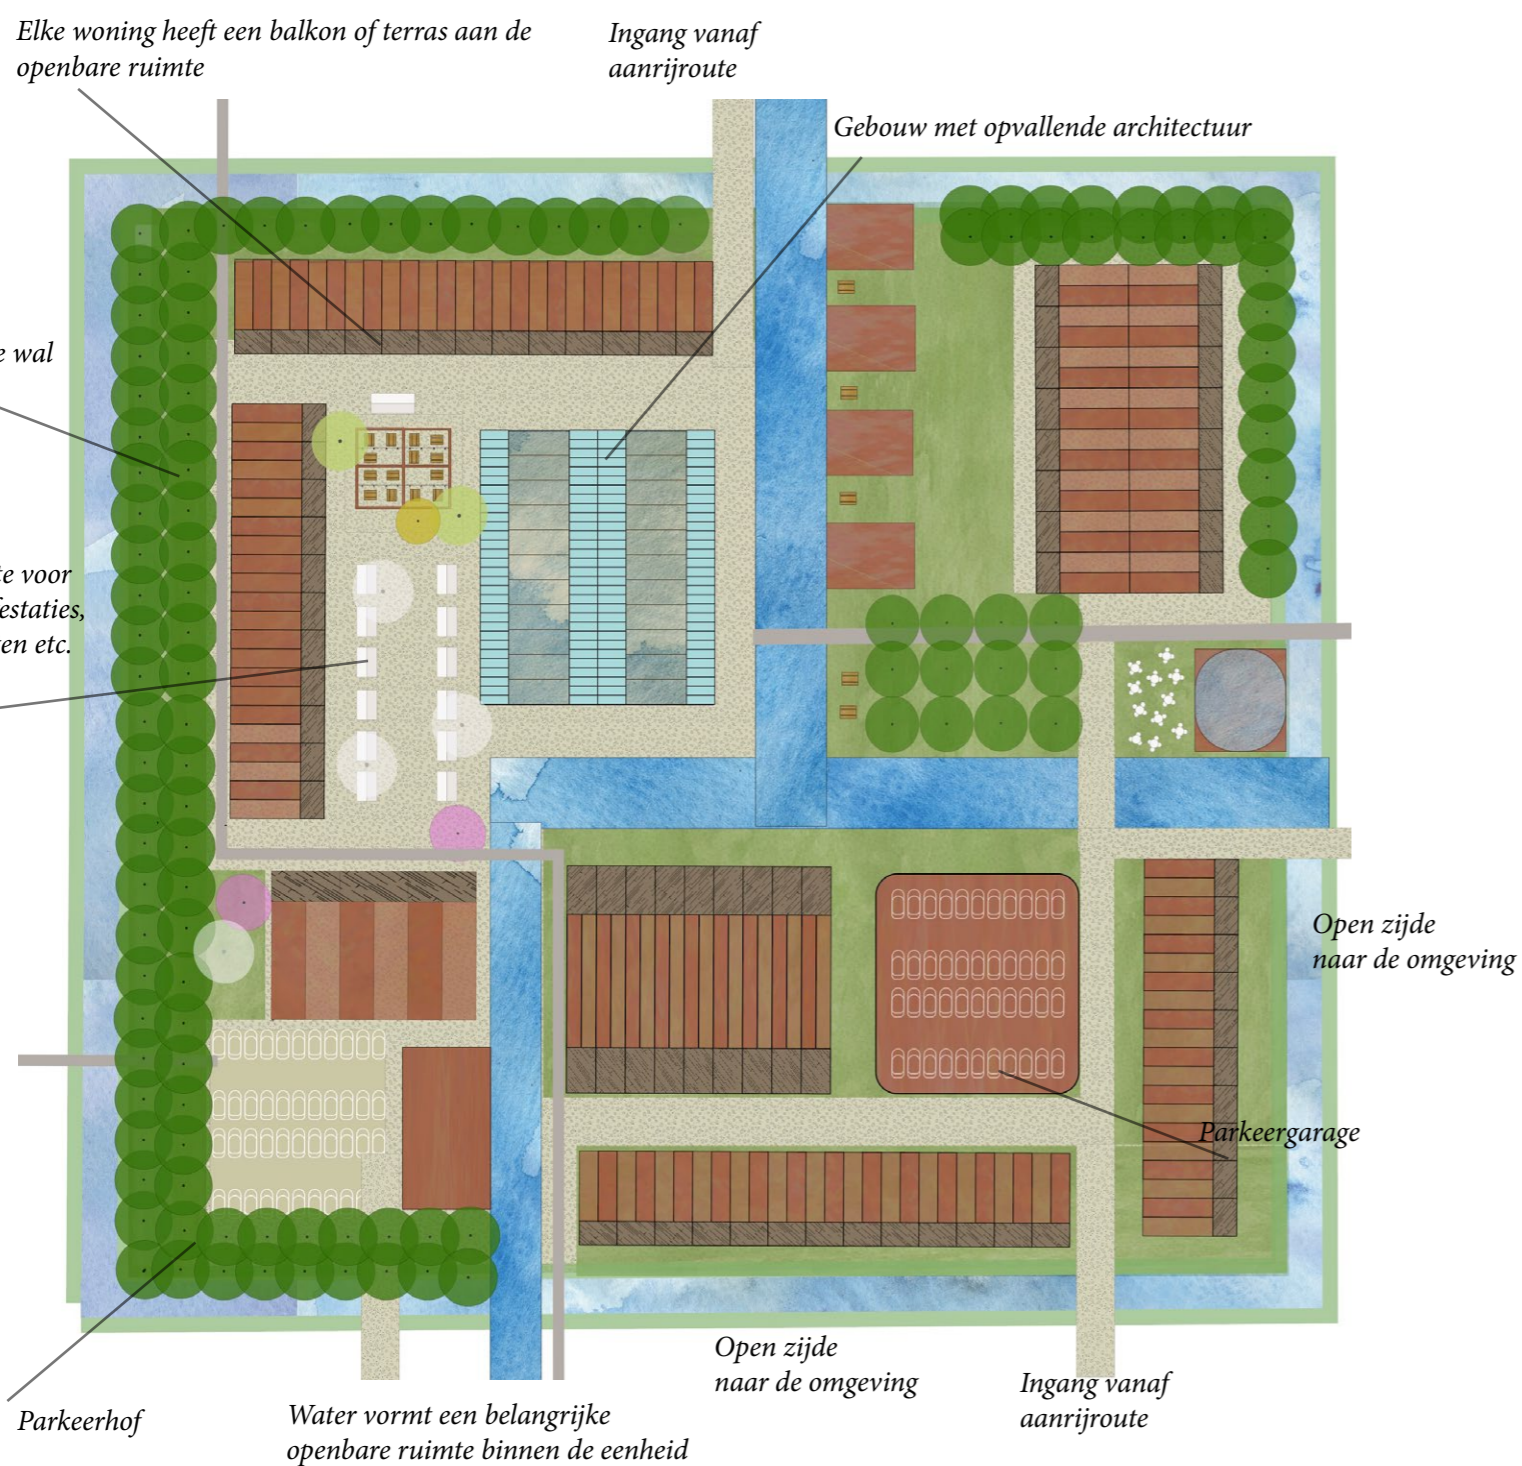 Elke woning heeft een balkon of terras aan de
openbare ruimte
Ingang vanaf
aanrijroute
Gebouw met opvallende architectuur
wal
voor
etc.
Open zijde
naar de omgeving
Parkeergarage
Open zijde
naar de omgeving
Ingang vanaf
aanrijroute
Parkeerhof
Water vormt een belangrijke
openbare ruimte binnen de eenheid